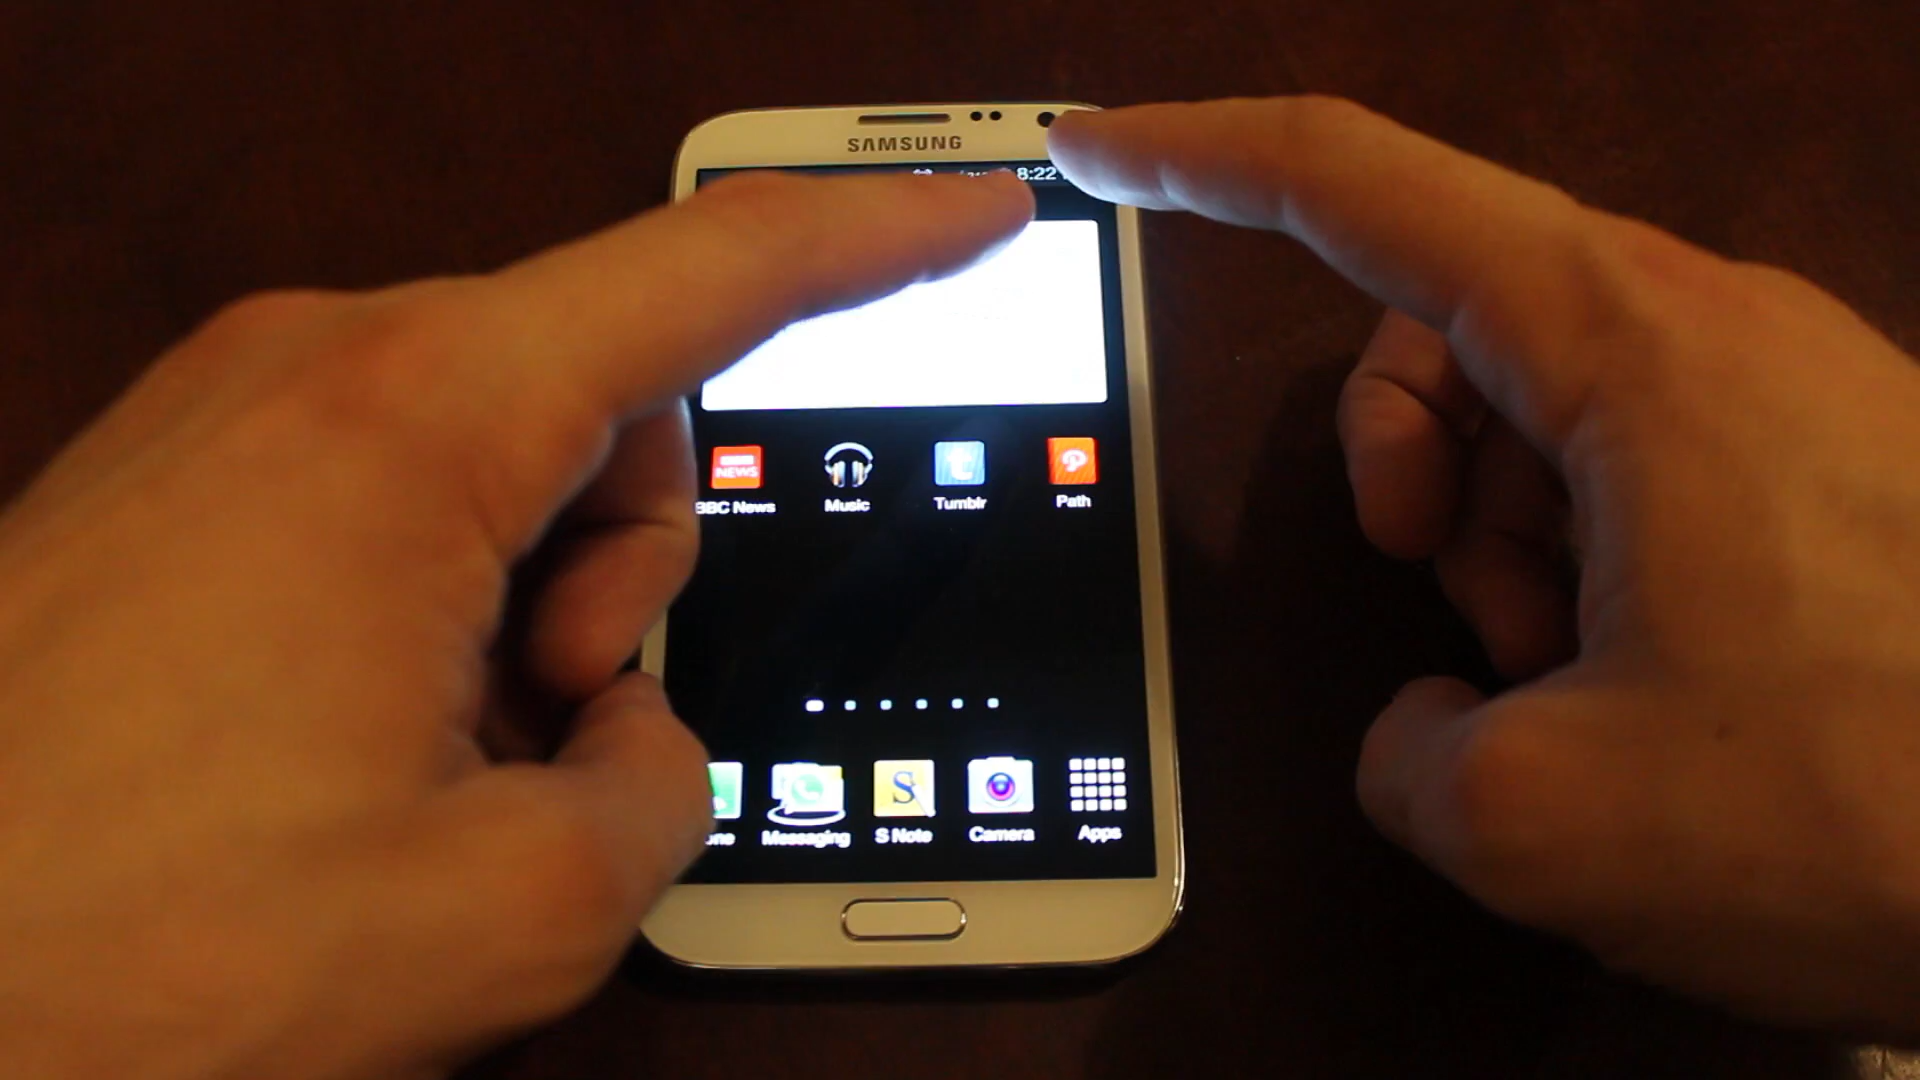 SAMSUNG
8:22
NEWS
BBC News
Music
Tumblr
Path
Messaging
S Note
Camera
Apps